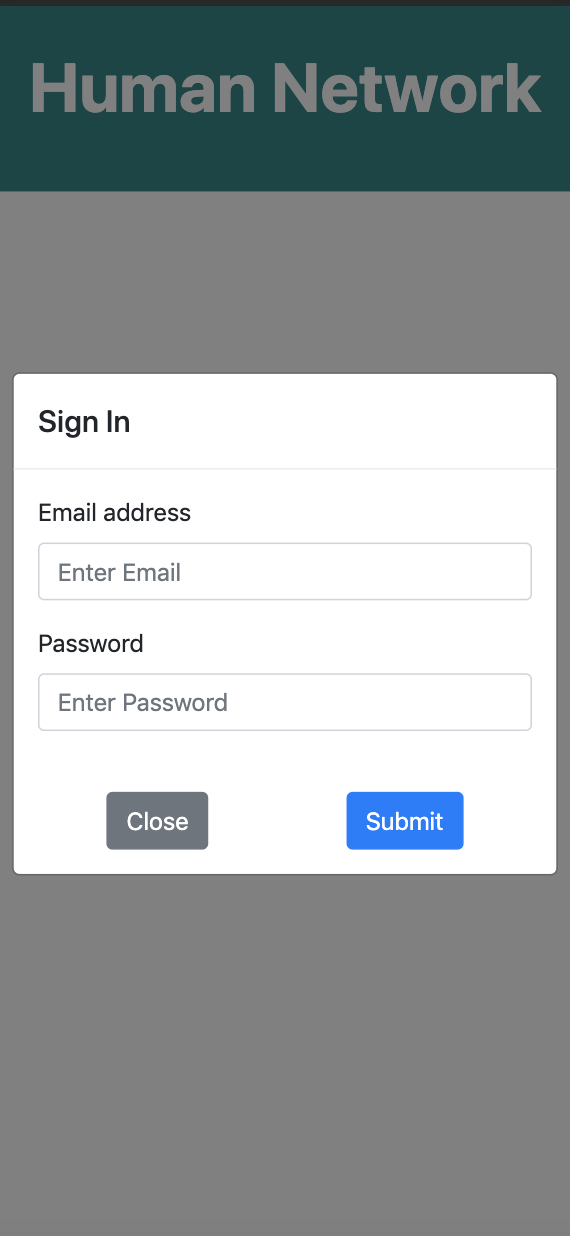 Human Network
Sign In
Email address
Enter Email
Password
Enter Password
Close
Submit